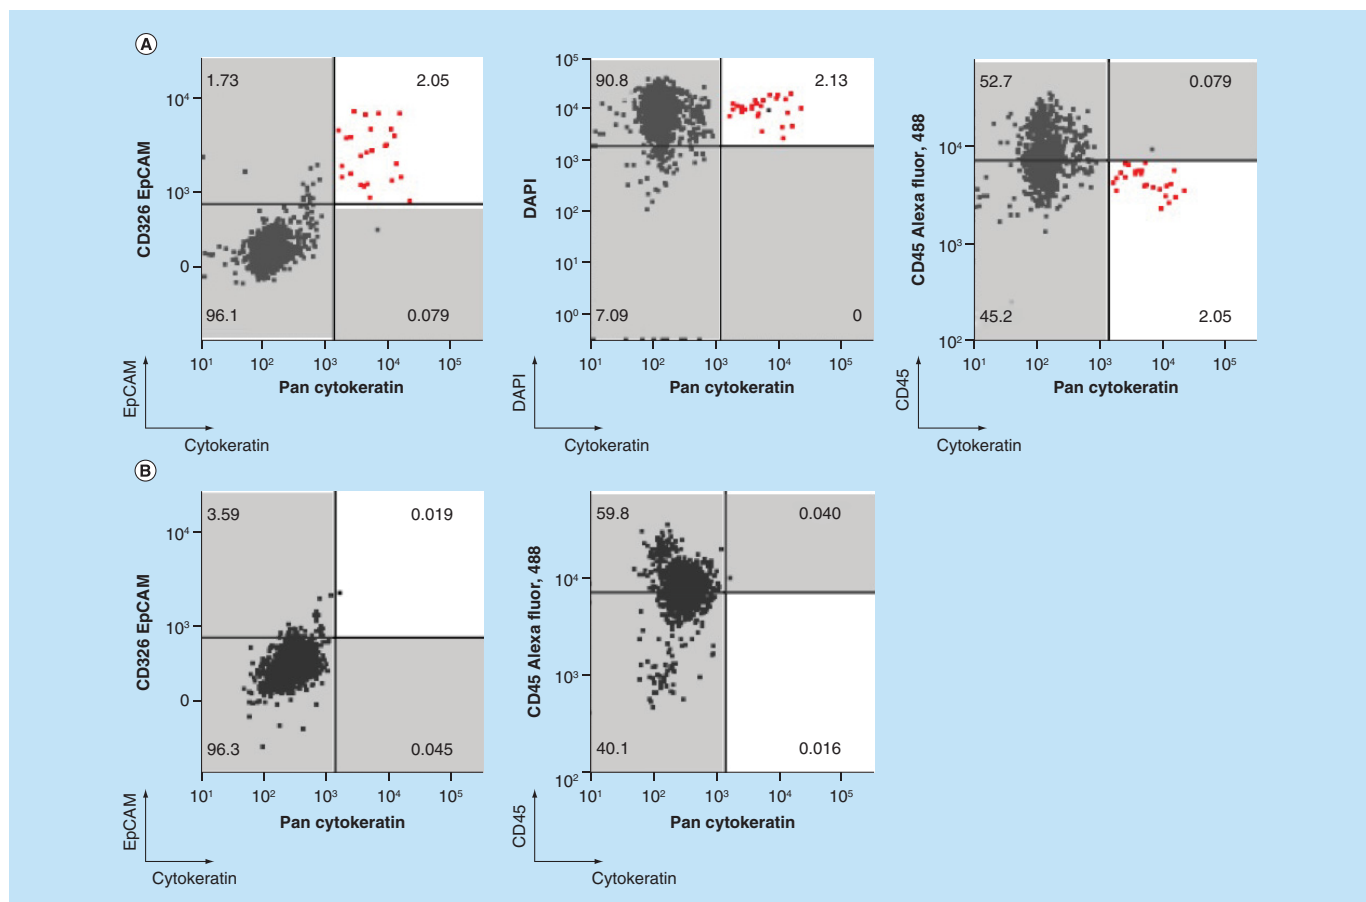 A
1.73
2.05
10⁴
10³
0
96.1
0.079
10¹
10²
10³
10⁴
10⁵
CD326 EpCAM
Pan cytokeratin
EpCAM
Cytokeratin
90.8
2.13
10⁵
10⁴
10³
10²
10¹
10⁰
7.09
0
10¹
10²
10³
10⁴
10⁵
DAPI
Pan cytokeratin
DAPI
Cytokeratin
52.7
0.079
10⁴
10³
10²
45.2
2.05
10¹
10²
10³
10⁴
10⁵
CD45 Alexa fluor, 488
Pan cytokeratin
CD45
Cytokeratin
B
3.59
0.019
10⁴
10³
0
96.3
0.045
10¹
10²
10³
10⁴
10⁵
CD326 EpCAM
Pan cytokeratin
EpCAM
Cytokeratin
59.8
0.040
10⁴
10³
10²
40.1
0.016
10¹
10²
10³
10⁴
10⁵
CD45 Alexa fluor, 488
Pan cytokeratin
CD45
Cytokeratin